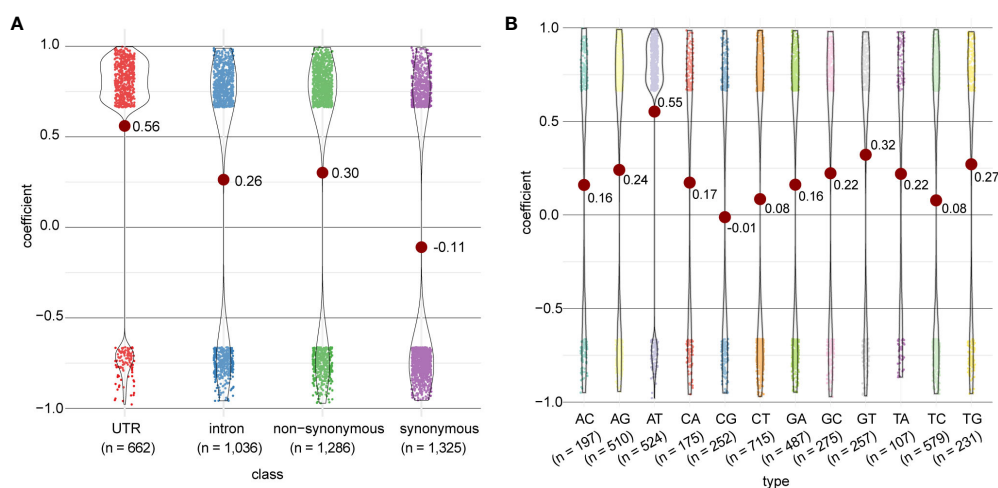 A
1.0
0.5
0.0
−0.5
−1.0
coefficient
0.56
0.26
0.30
-0.11
UTR intron non-synonymous synonymous
(n = 662) (n = 1,036) (n = 1,286) (n = 1,325)
class
B
1.0
0.5
0.0
−0.5
−1.0
coefficient
0.16
0.24
0.55
0.17
-0.01
0.08
0.16
0.22
0.32
0.22
0.08
0.27
AC AG AT CA CG CT GA GC GT TA TC TG
(n = 197) (n = 510) (n = 524) (n = 175) (n = 252) (n = 715) (n = 487) (n = 275) (n = 257) (n = 107) (n = 579) (n = 231)
type